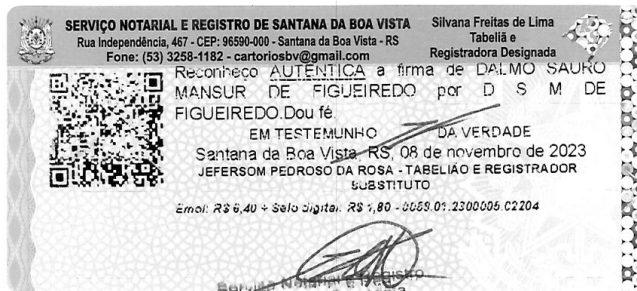 SERVIÇO NOTARIAL E REGISTRO DE SANTANA DA BOA VISTA
Rua Independência, 467 - CEP: 96590-000 - Santana da Boa Vista - RS
Fone: (53) 3258-1182 - cartoriosbv@gmail.com
Silvana Freitas de Lima
Tabeliã e
Registradora Designada
Reconheço AUTÊNTICA a firma de DALMO SAURO
MANSUR DE FIGUEIREDO por D S M DE
FIGUEIREDO.Dou fé.
EM TESTEMUNHO DA VERDADE
Santana da Boa Vista, RS, 08 de novembro de 2023
JEFERSOM PEDROSO DA ROSA - TABELIÃO E REGISTRADOR
SUBSTITUTO
Emol: R$ 6,40 + Selo digital: R$ 1,80 - 0058.01.2300005.02204
Serviço Notarial e Registro